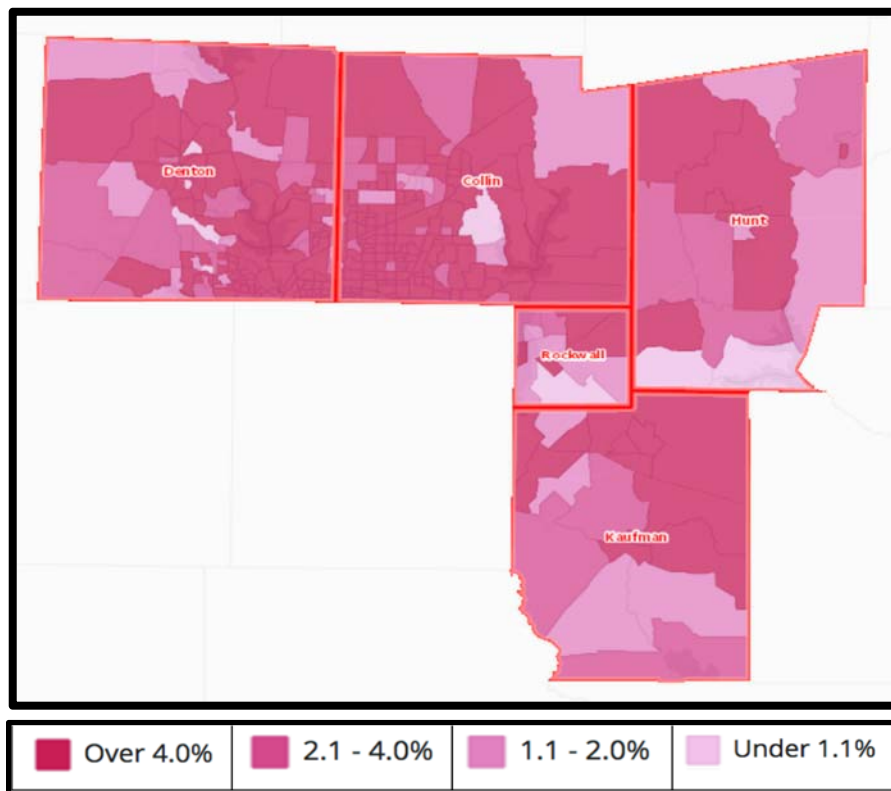 Denton
Collin
Hunt
Rockwall
Kaufman
Over 4.0%
2.1 - 4.0%
1.1 - 2.0%
Under 1.1%